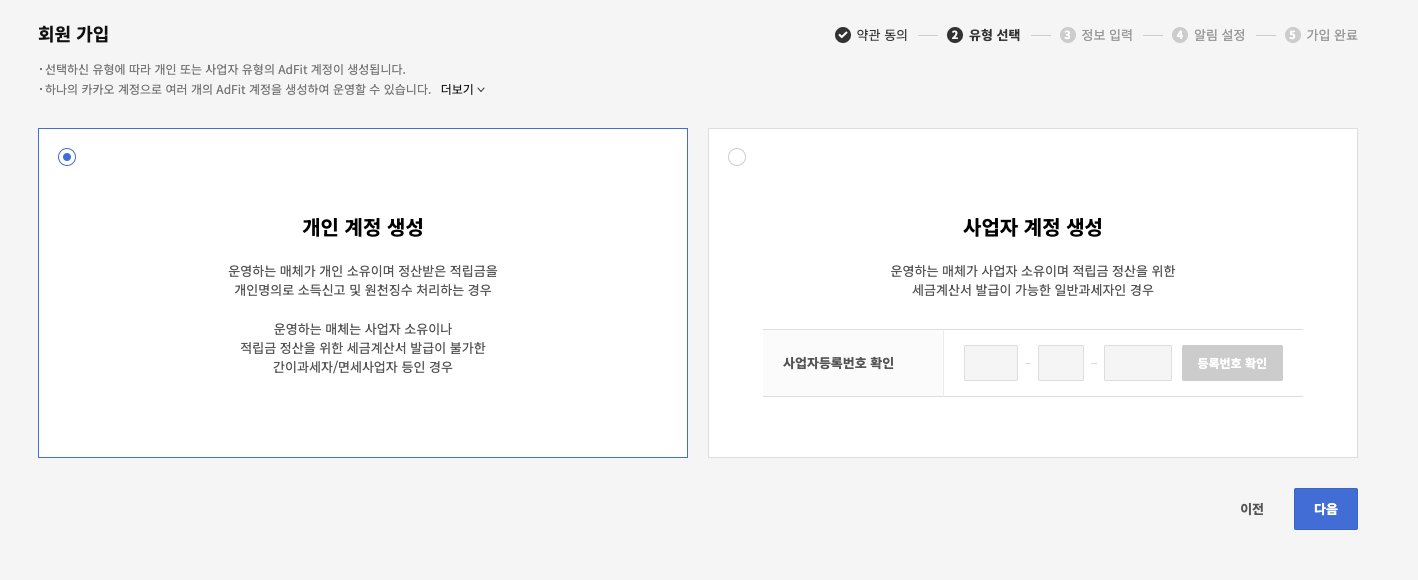 회원 가입
약관 동의
2 유형 선택
3 정보 입력
4 알림 설정
5 가입 완료
· 선택하신 유형에 따라 개인 또는 사업자 유형의 AdFit 계정이 생성됩니다.
· 하나의 카카오 계정으로 여러 개의 AdFit 계정을 생성하여 운영할 수 있습니다. 더보기
개인 계정 생성
운영하는 매체가 개인 소유이며 정산받은 적립금을
개인명의로 소득신고 및 원천징수 처리하는 경우
운영하는 매체는 사업자 소유이나
적립금 정산을 위한 세금계산서 발급이 불가한
간이과세자/면세사업자 등인 경우
사업자 계정 생성
운영하는 매체가 사업자 소유이며 적립금 정산을 위한
세금계산서 발급이 가능한 일반과세자인 경우
사업자등록번호 확인
– –
등록번호 확인
이전
다음